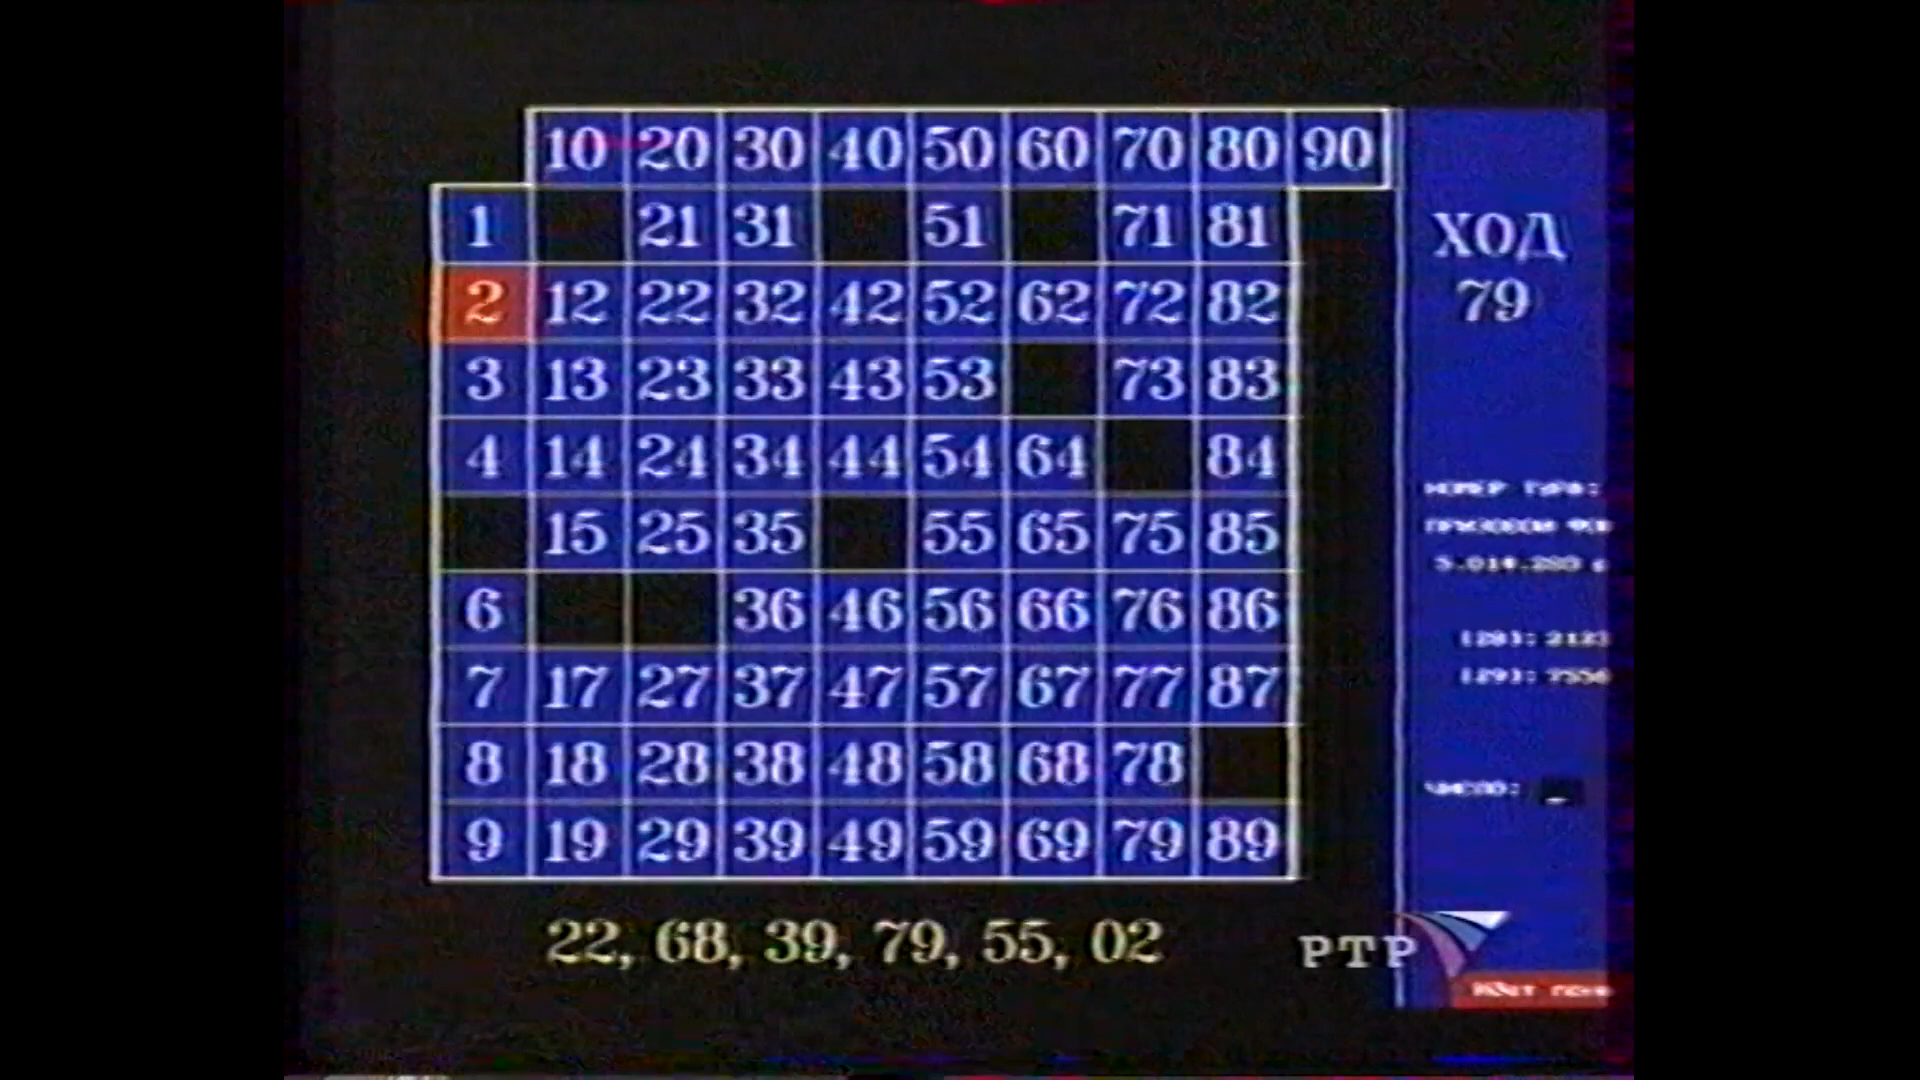 10 20 30 40 50 60 70 80 90
1 21 31 51 71 81
2 12 22 32 42 52 62 72 82
3 13 23 33 43 53 73 83
4 14 24 34 44 54 64 84
15 25 35 55 65 75 85
6 36 46 56 66 76 86
7 17 27 37 47 57 67 77 87
8 18 28 38 48 58 68 78
9 19 29 39 49 59 69 79 89
22, 68, 39, 79, 55, 02
ХОД
79
НОМЕР ТУРА:
ЧИСЛО:
РТР